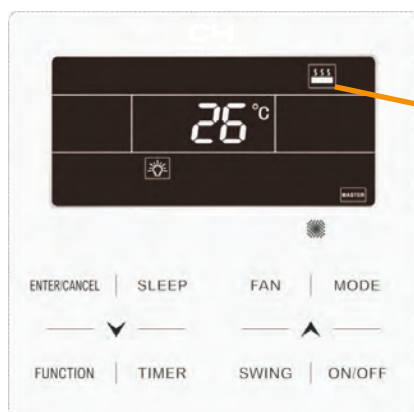 CH
26 °C
MASTER
ENTER/CANCEL SLEEP FAN MODE
FUNCTION TIMER SWING ON/OFF